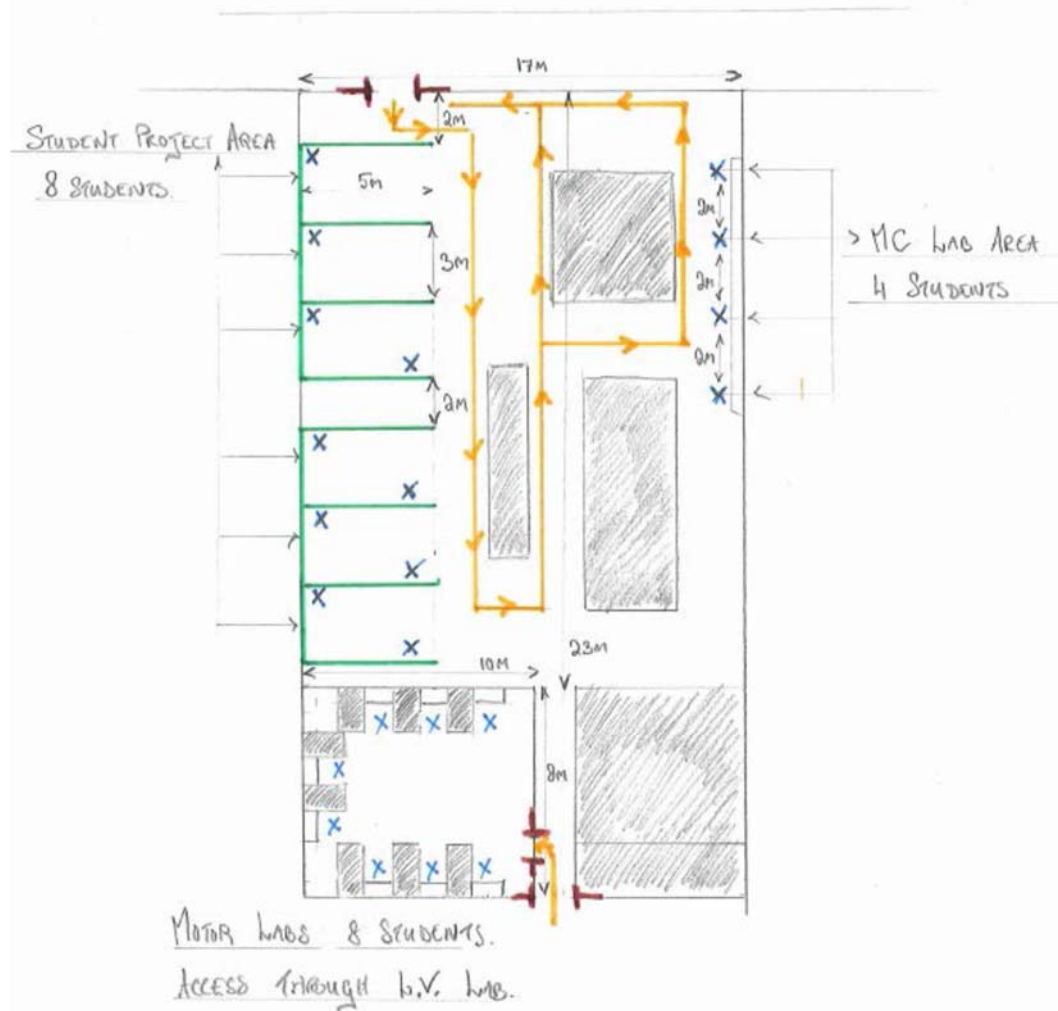 17M
2M
STUDENT PROJECT AREA
8 STUDENTS.
5M
2M
MC LAB AREA
3M
2M
4 STUDENTS
2M
2M
23M
10M
8M
MOTOR LABS 8 STUDENTS.
ACCESS THROUGH L.V. LAB.